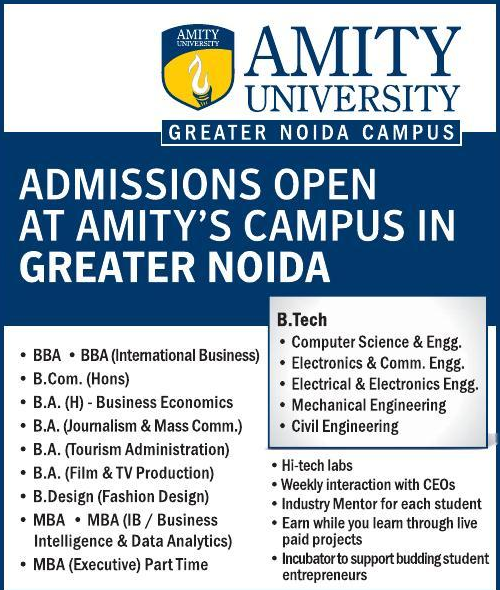 AMITY
UNIVERSITY
AMITY
UNIVERSITY
GREATER NOIDA CAMPUS
ADMISSIONS OPEN
AT AMITY'S CAMPUS IN
GREATER NOIDA
• BBA • BBA (International Business)
• B.Com. (Hons)
• B.A. (H) - Business Economics
• B.A. (Journalism & Mass Comm.)
• B.A. (Tourism Administration)
• B.A. (Film & TV Production)
• B.Design (Fashion Design)
• MBA • MBA (IB / Business
Intelligence & Data Analytics)
• MBA (Executive) Part Time
B.Tech
• Computer Science & Engg.
• Electronics & Comm. Engg.
• Electrical & Electronics Engg.
• Mechanical Engineering
• Civil Engineering
• Hi-tech labs
• Weekly interaction with CEOs
• Industry Mentor for each student
• Earn while you learn through live
paid projects
• Incubator to support budding student
entrepreneurs